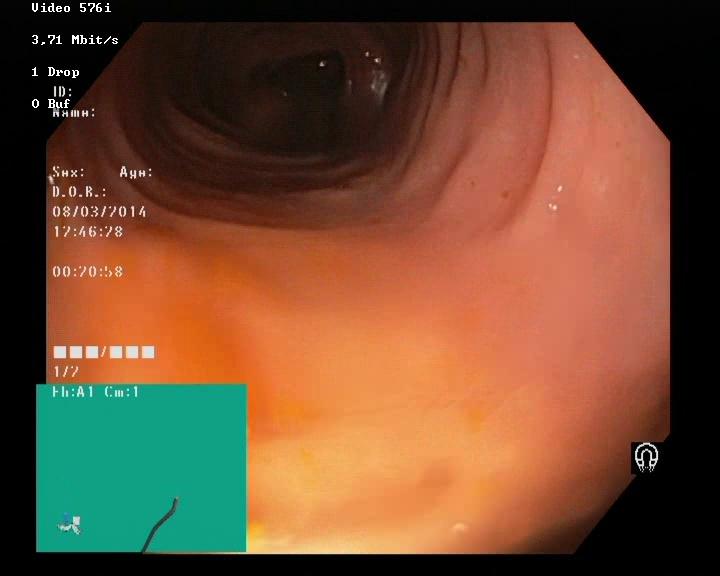 Video 576i
3,71 Mbit/s
1 Drop
ID:
0 Buf
Name:
Sex: Age:
D.O.B.:
08/03/2014
12:46:28
00:20:58
/
1/2
Eh:A1 Cm:1